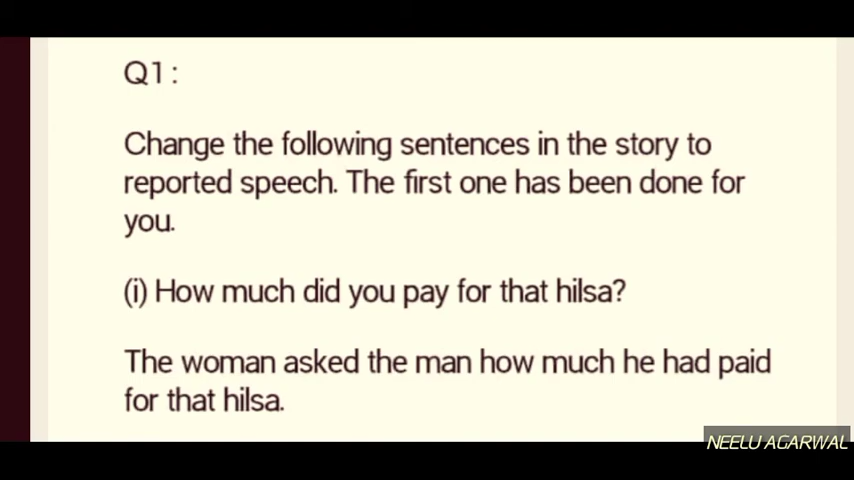 Q1 :
Change the following sentences in the story to
reported speech. The first one has been done for
you.
(i) How much did you pay for that hilsa?
The woman asked the man how much he had paid
for that hilsa.
NEELU AGARWAL